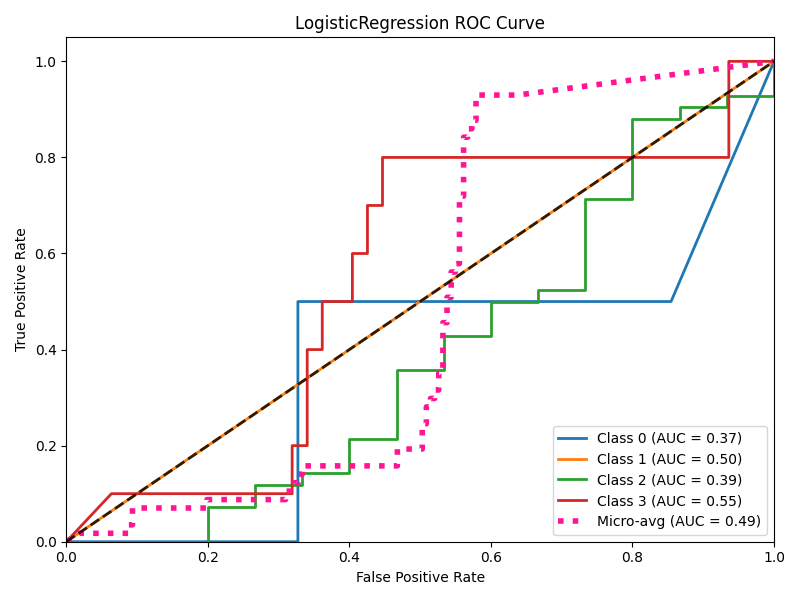 LogisticRegression ROC Curve
True Positive Rate
1.0
0.8
0.6
0.4
0.2
0.0
0.0 0.2 0.4 0.6 0.8 1.0
False Positive Rate
Class 0 (AUC = 0.37)
Class 1 (AUC = 0.50)
Class 2 (AUC = 0.39)
Class 3 (AUC = 0.55)
Micro-avg (AUC = 0.49)